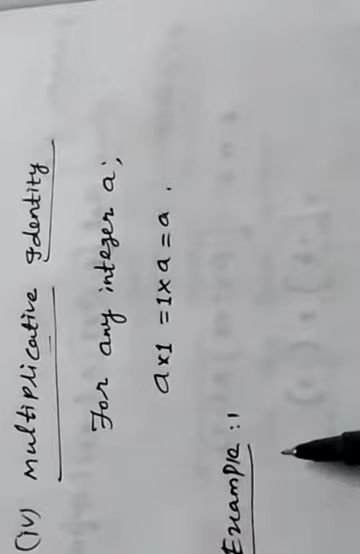 (iv) Multiplicative Identity
For any integer a;
a×1 = 1×a = a.
Example :1